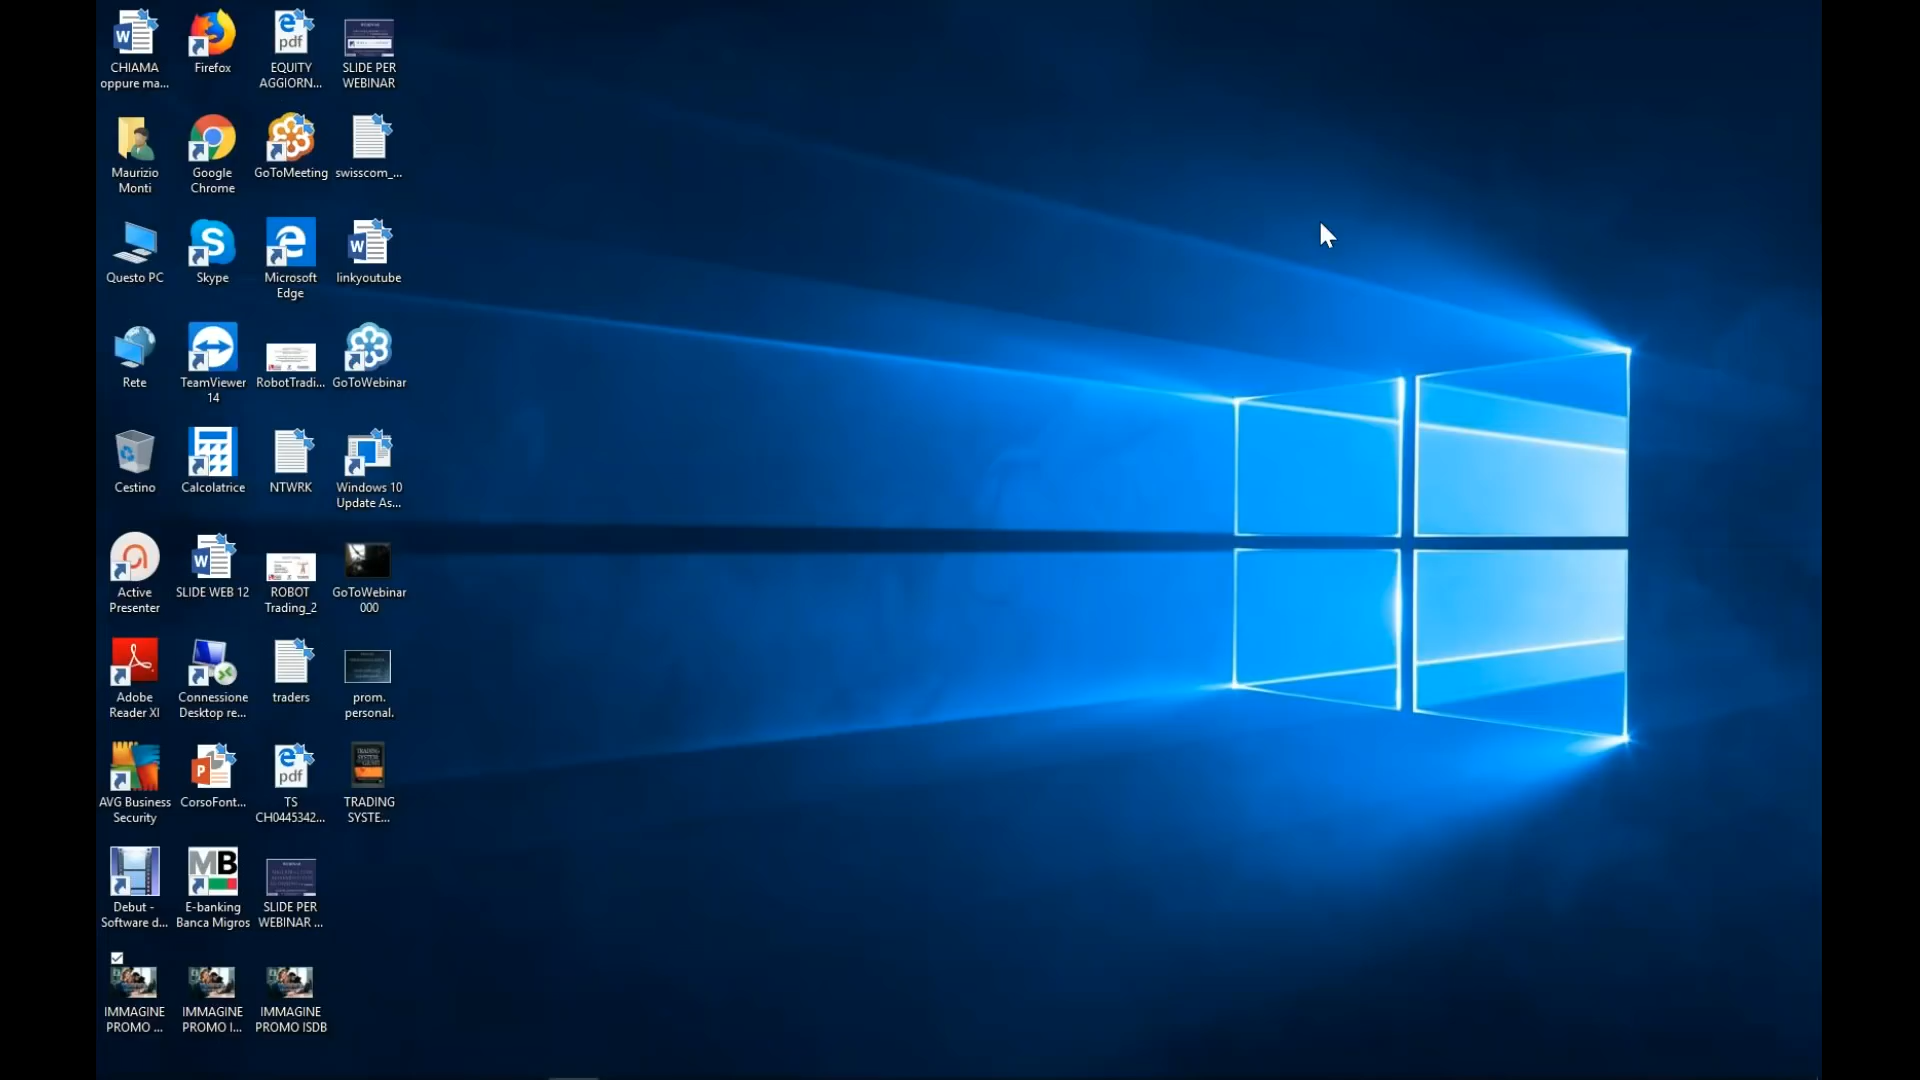 CHIAMA
oppure ma...
Firefox
EQUITY
AGGIORN...
SLIDE PER
WEBINAR
Maurizio
Monti
Google
Chrome
GoToMeeting
swisscom_...
Questo PC
Skype
Microsoft
Edge
linkyoutube
Rete
TeamViewer
14
RobotTradi...
GoToWebinar
Cestino
Calcolatrice
NTWRK
Windows 10
Update As...
Active
Presenter
SLIDE WEB 12
ROBOT
Trading_2
GoToWebinar
000
Adobe
Reader XI
Connessione
Desktop re...
traders
prom.
personal.
AVG Business
Security
CorsoFont...
pdf
TS
CH0445342...
TRADING
SYSTE...
Debut -
Software d...
MB
E-banking
Banca Migros
SLIDE PER
WEBINAR ...
IMMAGINE
PROMO ...
IMMAGINE
PROMO I...
IMMAGINE
PROMO ISDB